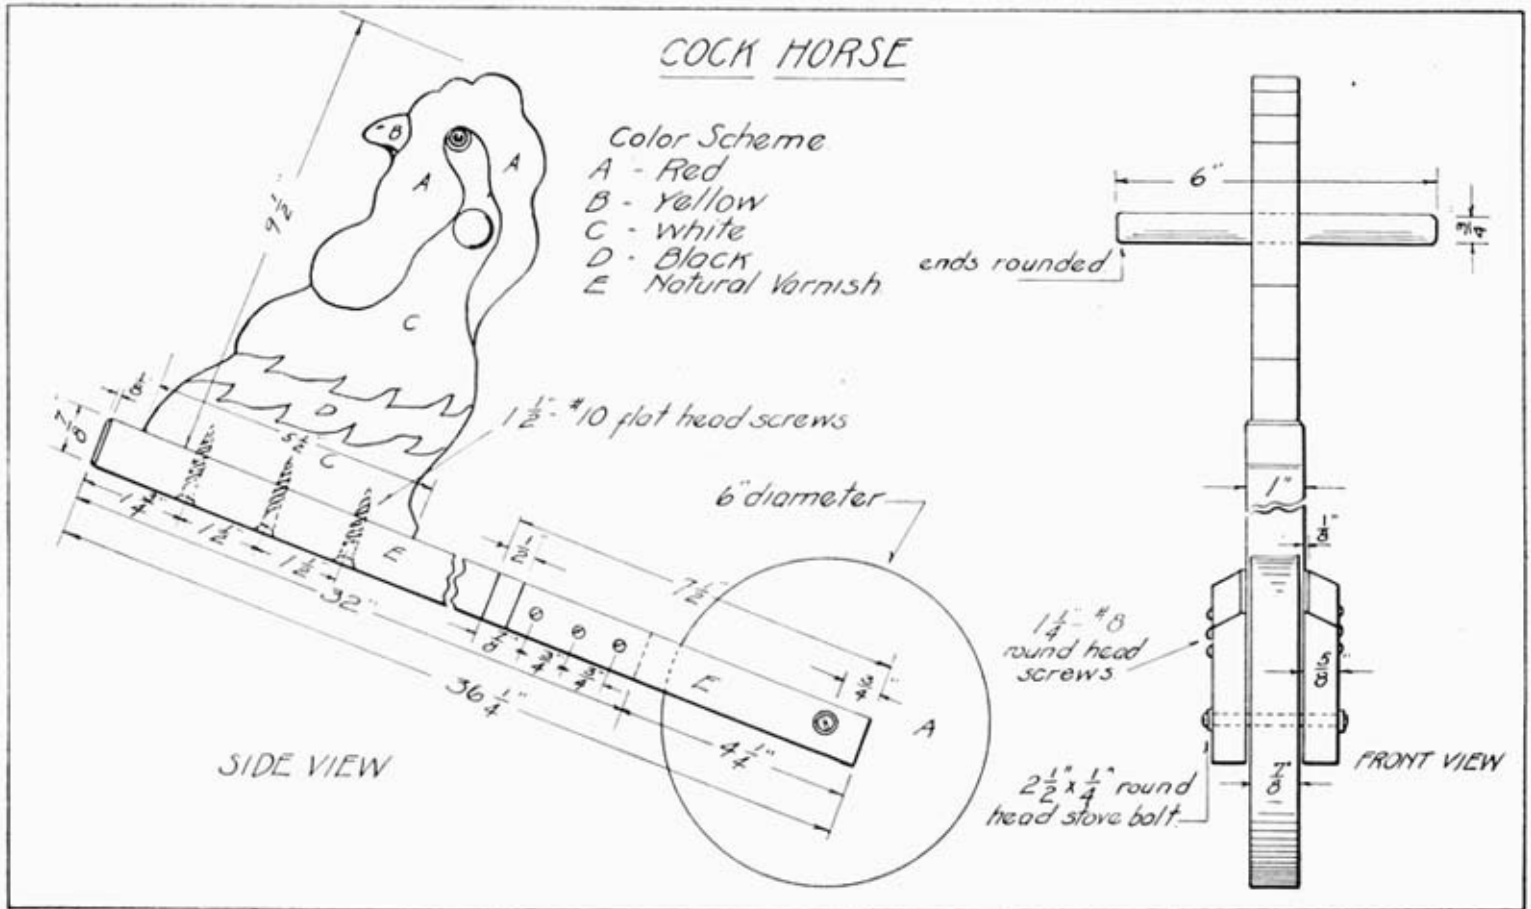 COCK HORSE
Color Scheme
A - Red
B - Yellow
C - White
D - Black
E Natural Varnish
B
A
A
C
D
C
E
E
A
9 1/2"
1/8"
7/8
5 1/2
1 1/2" - #10 flat head screws
1 1/4"
1 1/2"
1 1/2"
32"
36 1/4"
1/2"
7 1/2"
7/8"
3/4
3/4"
4 1/4"
6" diameter
SIDE VIEW
6"
3/4"
ends rounded
1"
1/8"
1 1/4" - #8
round head
screws
5/8"
2 1/2" x 1/4" round
head stove bolt
7/8"
FRONT VIEW